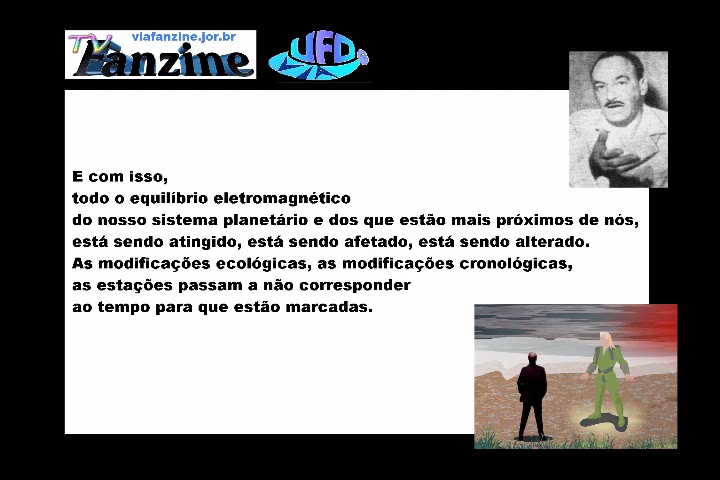 viafanzine.jor.br
TV
Fanzine
UFO
VIA
E com isso,
todo o equilíbrio eletromagnético
do nosso sistema planetário e dos que estão mais próximos de nós,
está sendo atingido, está sendo afetado, está sendo alterado.
As modificações ecológicas, as modificações cronológicas,
as estações passam a não corresponder
ao tempo para que estão marcadas.